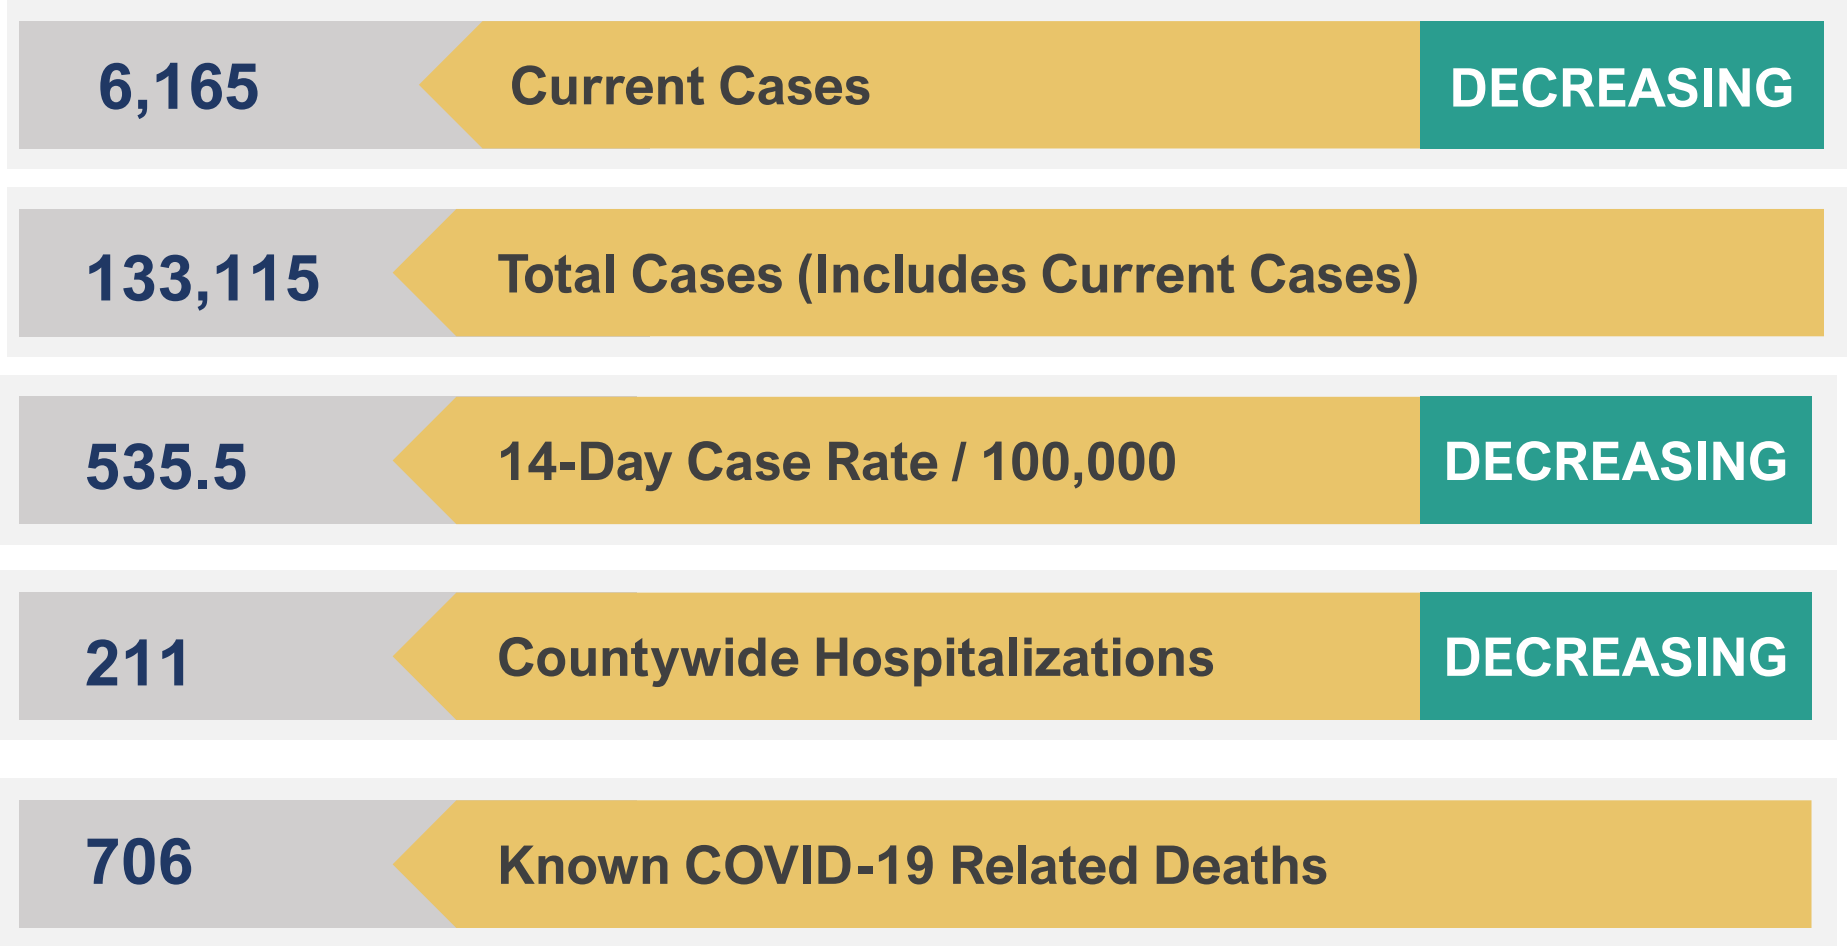 6,165 Current Cases DECREASING
133,115 Total Cases (Includes Current Cases)
535.5 14-Day Case Rate / 100,000 DECREASING
211 Countywide Hospitalizations DECREASING
706 Known COVID-19 Related Deaths